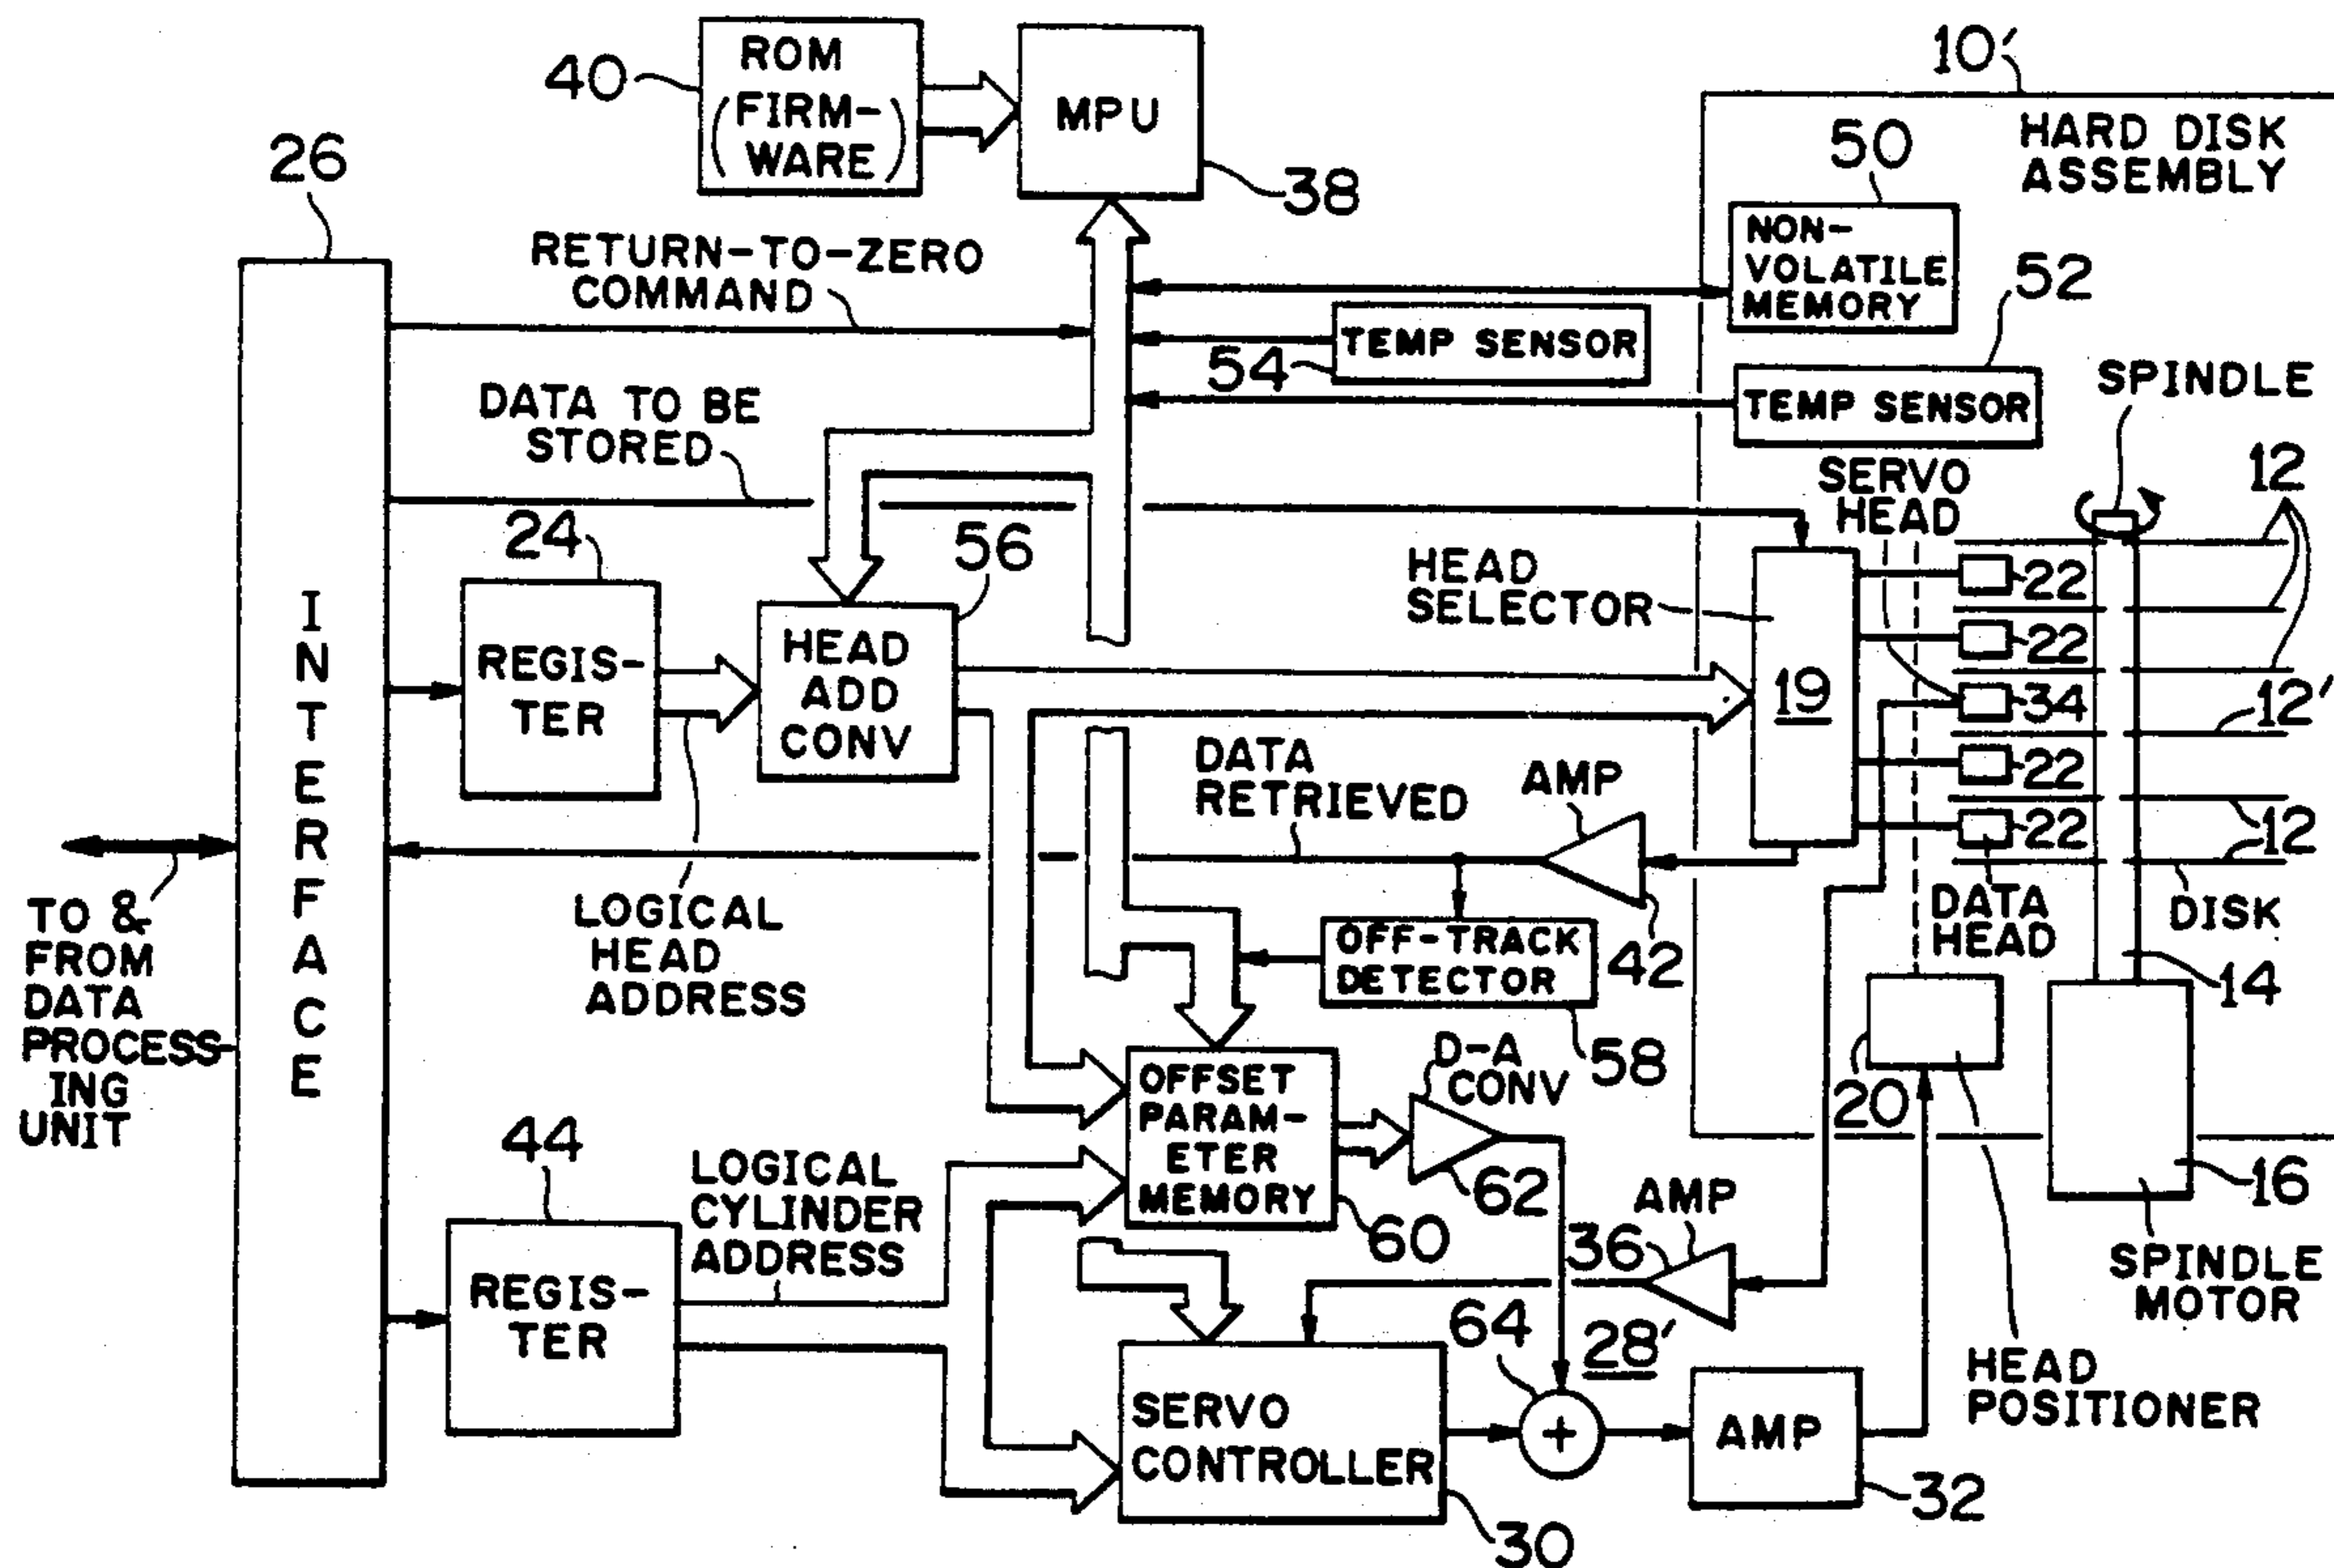 40
ROM
(FIRM-
WARE)
MPU
38
10'
HARD DISK
ASSEMBLY
50
NON-
VOLATILE
MEMORY
52
26
RETURN-TO-ZERO
COMMAND
TEMP SENSOR
54
TEMP SENSOR
SPINDLE
DATA TO BE
STORED
SERVO
HEAD
12
24
56
HEAD
SELECTOR
22
INTERFACE
REGIS-
TER
HEAD
ADD
CONV
22
19
34
12'
DATA
RETRIEVED
AMP
22
22
12
TO &
FROM
DATA
PROCESS-
ING
UNIT
LOGICAL
HEAD
ADDRESS
OFF-TRACK
DETECTOR
42
DATA
HEAD
DISK
14
58
D-A
CONV
20
OFFSET
PARAM-
ETER
MEMORY
62
60
16
44
LOGICAL
CYLINDER
ADDRESS
AMP
36
SPINDLE
MOTOR
REGIS-
TER
64
28'
HEAD
POSITIONER
SERVO
CONTROLLER
+
AMP
32
30